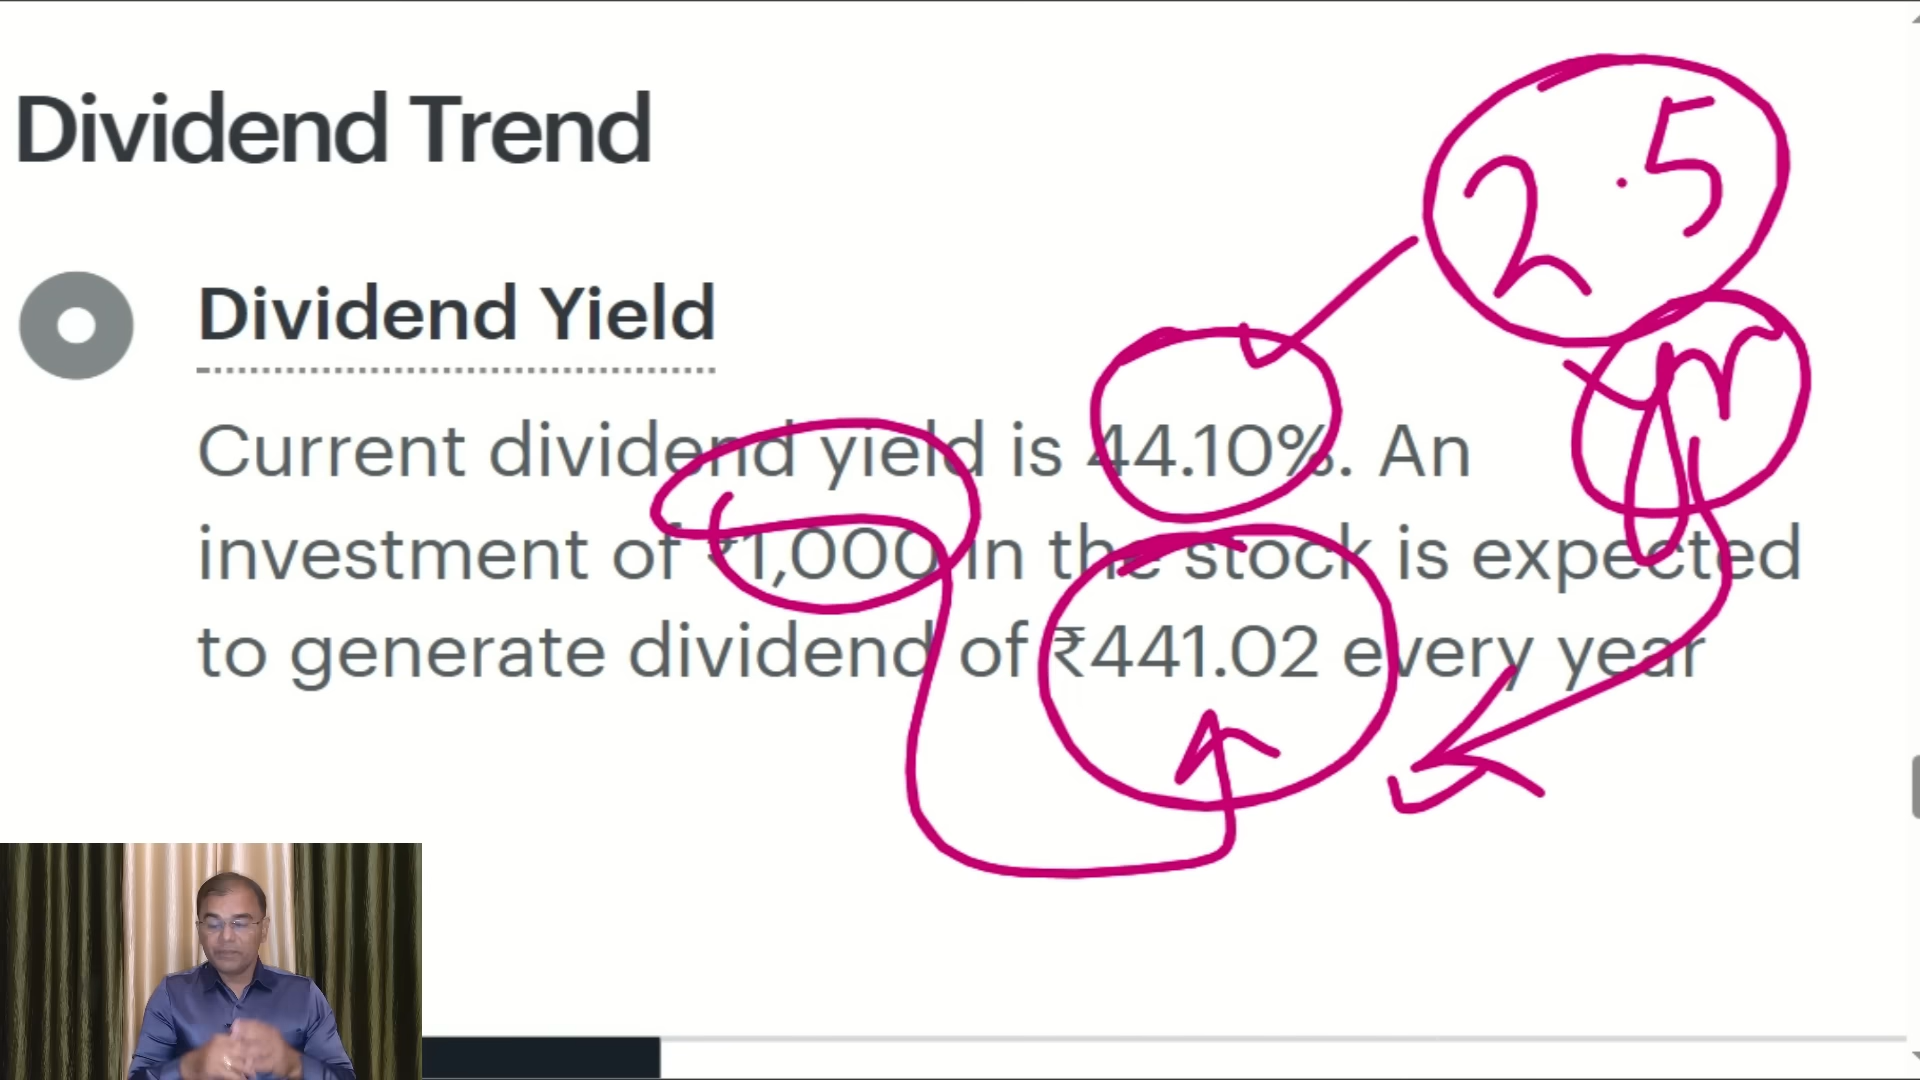 Dividend Trend
2.5
Dividend Yield
Current dividend yield is 44.10%. An
investment of ₹1,000 in the stock is expected
to generate dividend of ₹441.02 every year